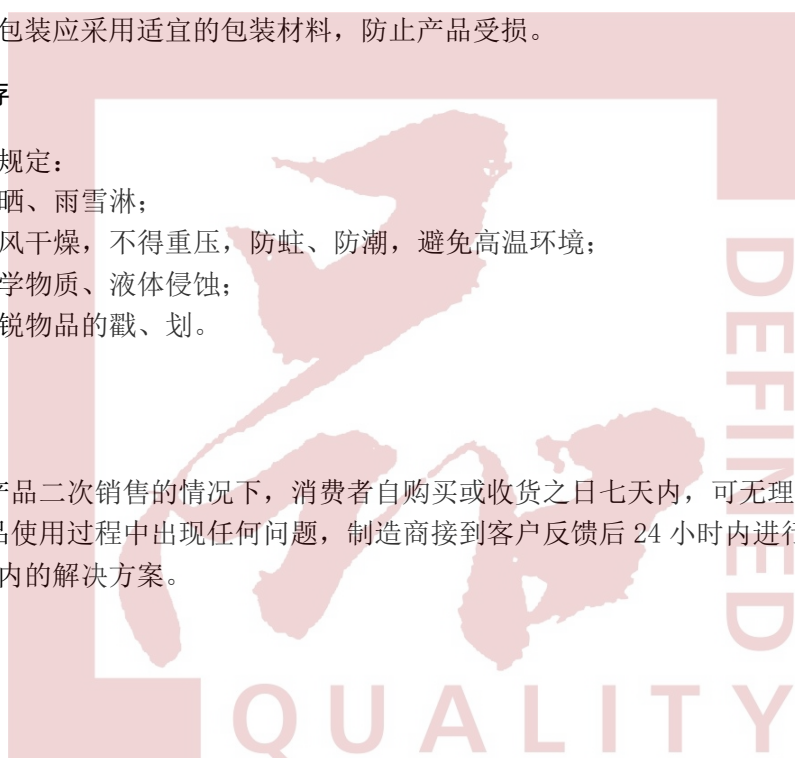 包装应采用适宜的包装材料，防止产品受损。
存
规定：
晒、雨雪淋；
风干燥，不得重压，防蛀、防潮，避免高温环境；
学物质、液体侵蚀；
锐物品的戳、划。
产品二次销售的情况下，消费者自购买或收货之日七天内，可无理
品使用过程中出现任何问题，制造商接到客户反馈后 24 小时内进行
内的解决方案。
DEFINED
QUALITY